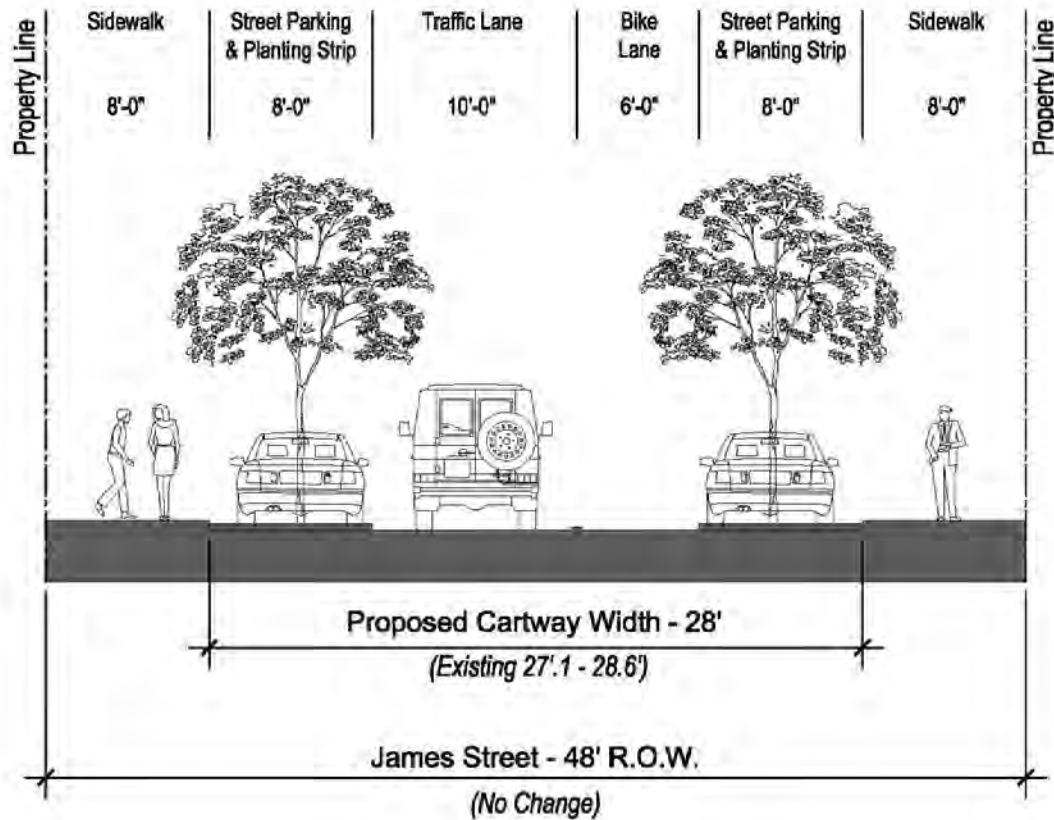 Property Line
Sidewalk
8'-0"
Street Parking
& Planting Strip
8'-0"
Traffic Lane
10'-0"
Bike
Lane
6'-0"
Street Parking
& Planting Strip
8'-0"
Sidewalk
8'-0"
Property Line
Proposed Cartway Width - 28'
(Existing 27'.1 - 28.6')
James Street - 48' R.O.W.
(No Change)